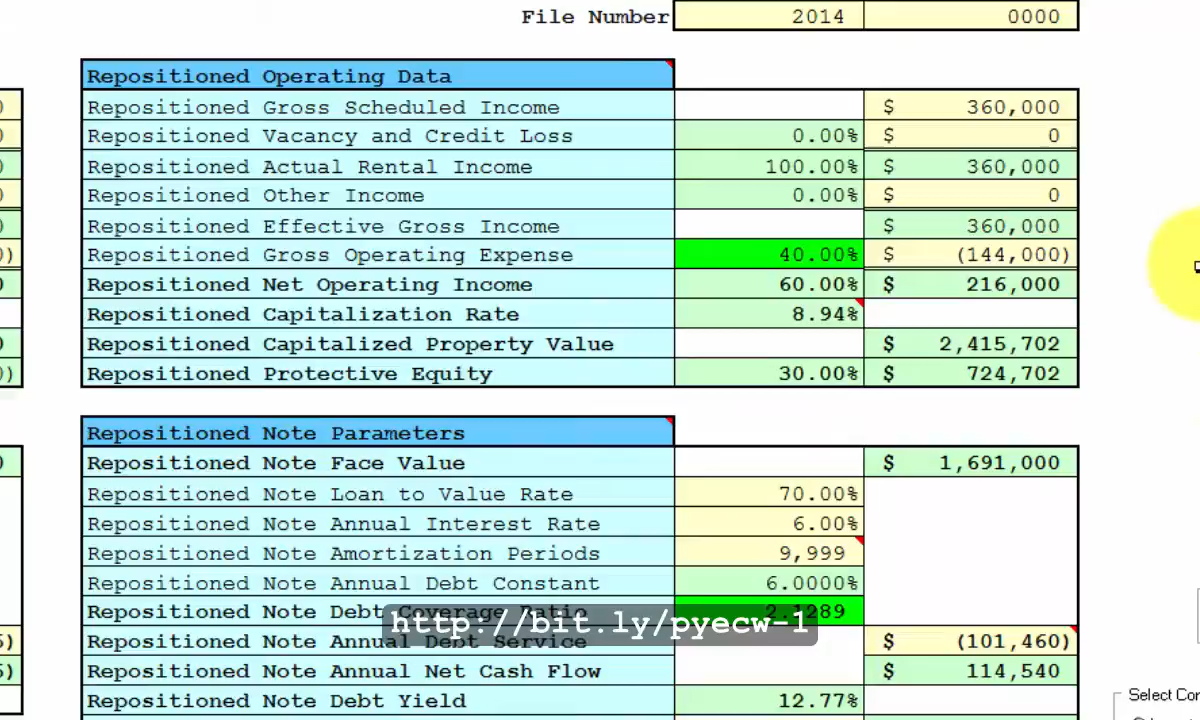 File Number 2014 0000
Repositioned Operating Data
Repositioned Gross Scheduled Income $ 360,000
Repositioned Vacancy and Credit Loss 0.00% $ 0
Repositioned Actual Rental Income 100.00% $ 360,000
Repositioned Other Income 0.00% $ 0
Repositioned Effective Gross Income $ 360,000
Repositioned Gross Operating Expense 40.00% $ (144,000)
Repositioned Net Operating Income 60.00% $ 216,000
Repositioned Capitalization Rate 8.94%
Repositioned Capitalized Property Value $ 2,415,702
Repositioned Protective Equity 30.00% $ 724,702
Repositioned Note Parameters
Repositioned Note Face Value $ 1,691,000
Repositioned Note Loan to Value Rate 70.00%
Repositioned Note Annual Interest Rate 6.00%
Repositioned Note Amortization Periods 9,999
Repositioned Note Annual Debt Constant 6.0000%
Repositioned Note Debt Coverage Ratio 2.1289
http://bit.ly/pyecw-1
Repositioned Note Annual Debt Service $ (101,460)
Repositioned Note Annual Net Cash Flow $ 114,540
Repositioned Note Debt Yield 12.77%
Select